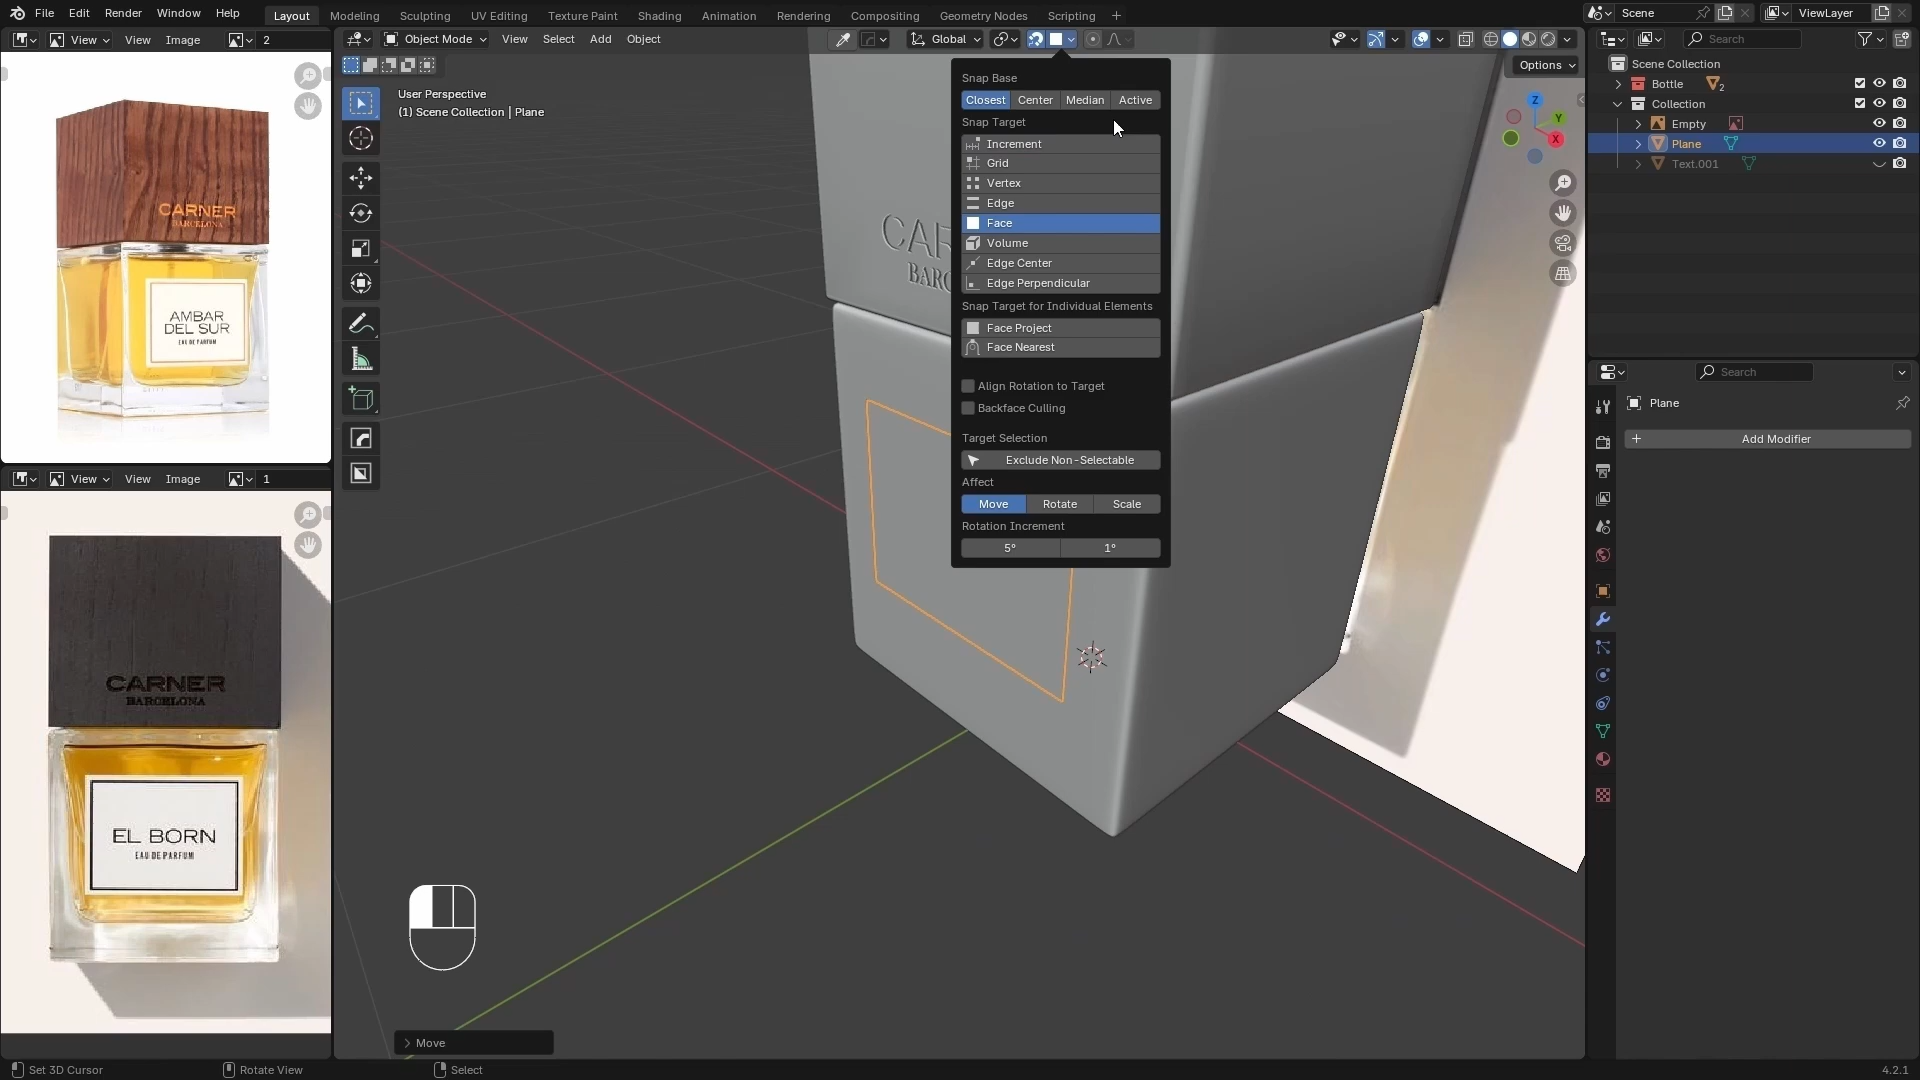 File Edit Render Window Help
Layout Modeling Sculpting UV Editing Texture Paint Shading Animation Rendering Compositing Geometry Nodes Scripting
Scene ViewLayer
View View Image 2
Object Mode View Select Add Object Global
Search
Options
CARNER
BARCELONA
AMBAR
DEL SUR
EAU DE PARFUM
View View Image 1
CARNER
BARCELONA
EL BORN
EAU DE PARFUM
User Perspective
(1) Scene Collection | Plane
Snap Base
Closest Center Median Active
Snap Target
Increment
Grid
Vertex
Edge
Face
Volume
Edge Center
Edge Perpendicular
Snap Target for Individual Elements
Face Project
Face Nearest
Align Rotation to Target
Backface Culling
Target Selection
Exclude Non-Selectable
Affect
Move Rotate Scale
Rotation Increment
5° 1°
CAR
BARC
Z
Y
X
Move
Scene Collection
Bottle 2
Collection
Empty
Plane
Text.001
Search
Plane
Add Modifier
Set 3D Cursor Rotate View Select
4.2.1